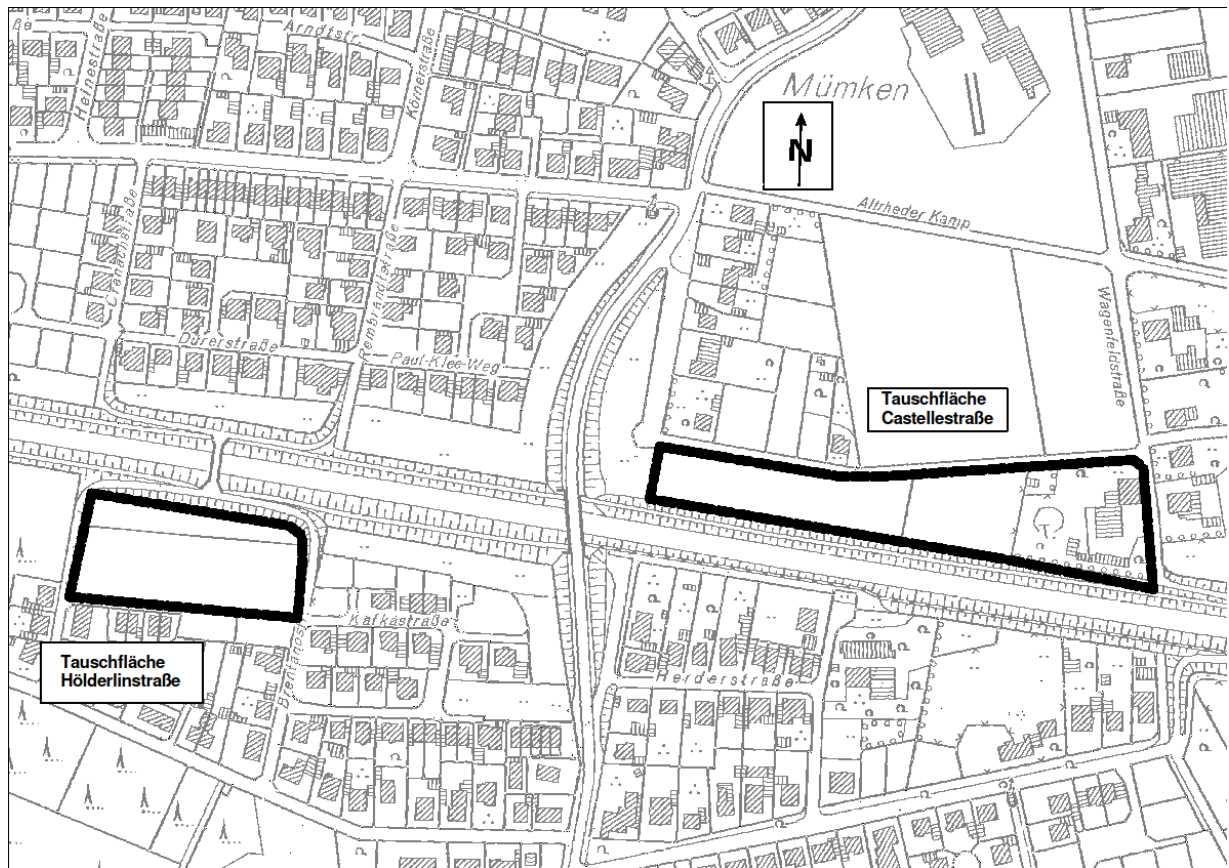 ße
Arndtstr.
Heinestraße
Körnerstraße
Mümken
N
Altrheder Kamp
Cranachstraße
Rembrandtstraße
Dürerstraße
Paul-Klee-Weg
Wagenfeldstraße
Tauschfläche
Castellestraße
Kafkastraße
Tauschfläche
Hölderlinstraße
Herderstraße